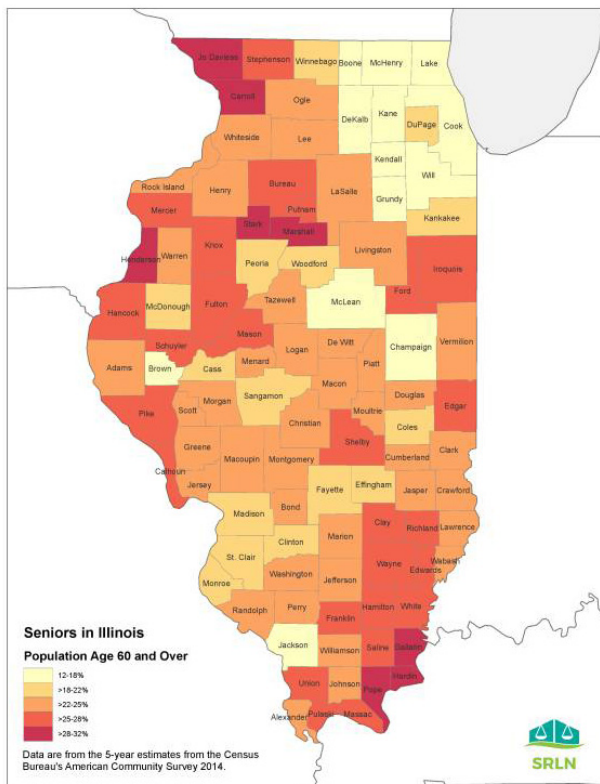 Jo Daviess Stephenson Winnebago Boone McHenry Lake
Carroll Ogle DeKalb Kane DuPage Cook
Whiteside Lee Kendall Will
Rock Island Henry Bureau LaSalle Grundy
Mercer Putnam Kankakee
Stark Marshall
Henderson Warren Knox Peoria Woodford Livingston Iroquois
Hancock McDonough Fulton Tazewell McLean Ford
Schuyler Mason
Adams Brown Cass Menard Logan De Witt Piatt Champaign Vermilion
Pike Scott Morgan Sangamon Macon Moultrie Douglas Edgar
Christian Coles
Greene Shelby Cumberland Clark
Calhoun Jersey Macoupin Montgomery
Fayette Effingham Jasper Crawford
Madison Bond
Clay Richland Lawrence
Clinton Marion
St. Clair Wayne Edwards Wabash
Monroe Washington Jefferson
Randolph Perry Hamilton White
Franklin
Jackson Williamson Saline Gallatin
Union Johnson Pope Hardin
Alexander Pulaski Massac
Seniors in Illinois
Population Age 60 and Over
12-18%
>18-22%
>22-25%
>25-28%
>28-32%
Data are from the 5-year estimates from the Census
Bureau's American Community Survey 2014.
SRLN